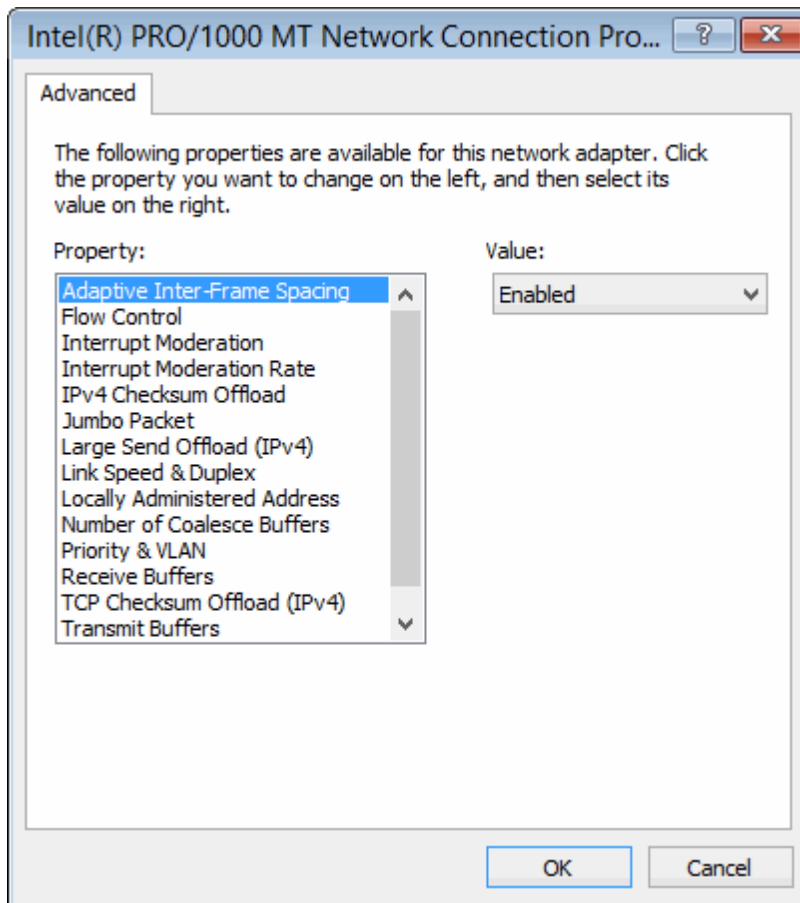 Intel(R) PRO/1000 MT Network Connection Pro...
Advanced
The following properties are available for this network adapter. Click
the property you want to change on the left, and then select its
value on the right.
Property:
Value:
Adaptive Inter-Frame Spacing
Enabled
Flow Control
Interrupt Moderation
Interrupt Moderation Rate
IPv4 Checksum Offload
Jumbo Packet
Large Send Offload (IPv4)
Link Speed & Duplex
Locally Administered Address
Number of Coalesce Buffers
Priority & VLAN
Receive Buffers
TCP Checksum Offload (IPv4)
Transmit Buffers
OK
Cancel